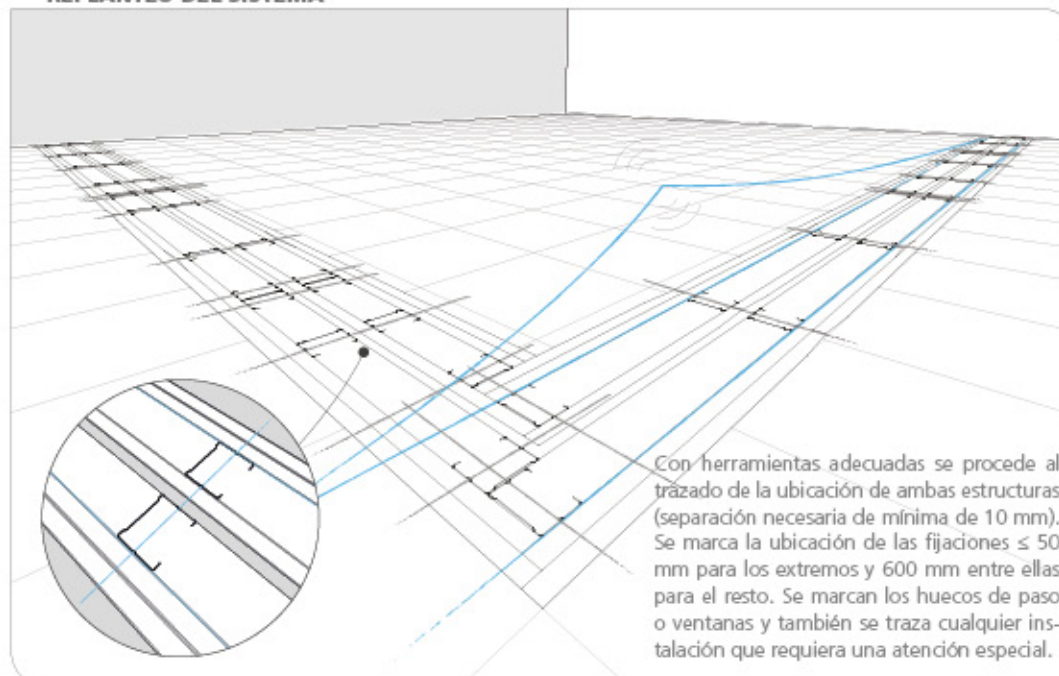 REPLANTEO DEL SISTEMA
Con herramientas adecuadas se procede al
trazado de la ubicación de ambas estructuras
(separación necesaria de mínima de 10 mm).
Se marca la ubicación de las fijaciones ≤ 50
mm para los extremos y 600 mm entre ellas
para el resto. Se marcan los huecos de paso
o ventanas y también se traza cualquier ins-
talación que requiera una atención especial.